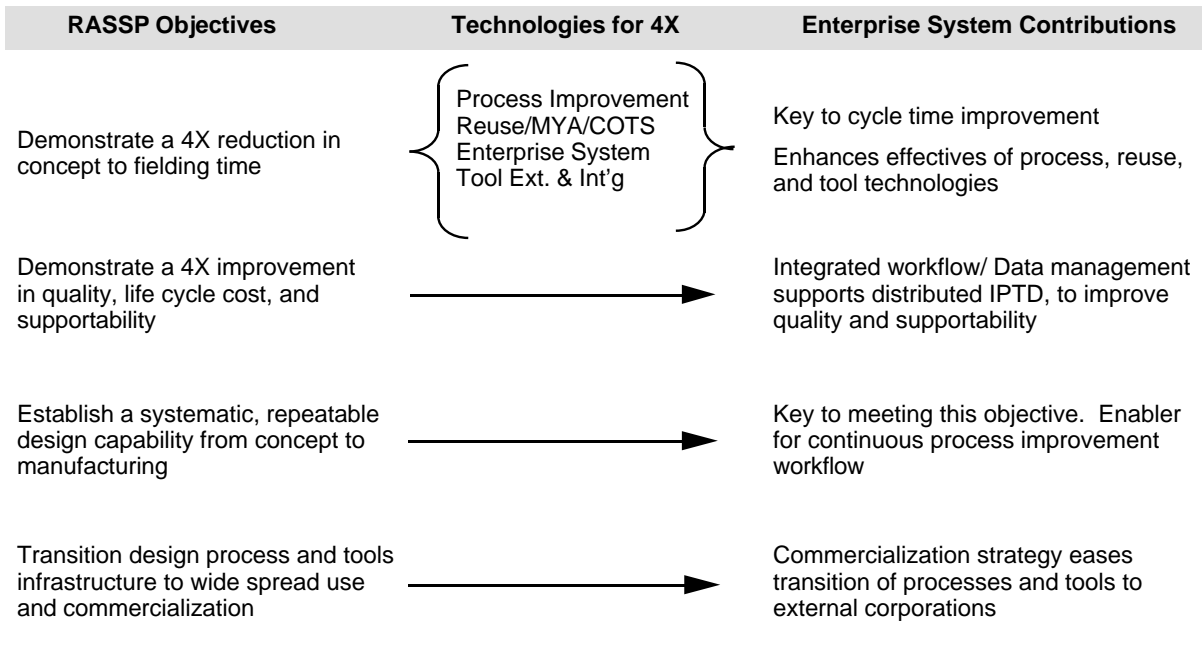 RASSP Objectives
Technologies for 4X
Enterprise System Contributions
Demonstrate a 4X reduction in
concept to fielding time
Process Improvement
Reuse/MYA/COTS
Enterprise System
Tool Ext. & Int'g
Key to cycle time improvement
Enhances effectives of process, reuse,
and tool technologies
Demonstrate a 4X improvement
in quality, life cycle cost, and
supportability
Integrated workflow/ Data management
supports distributed IPTD, to improve
quality and supportability
Establish a systematic, repeatable
design capability from concept to
manufacturing
Key to meeting this objective.  Enabler
for continuous process improvement
workflow
Transition design process and tools
infrastructure to wide spread use
and commercialization
Commercialization strategy eases
transition of processes and tools to
external corporations